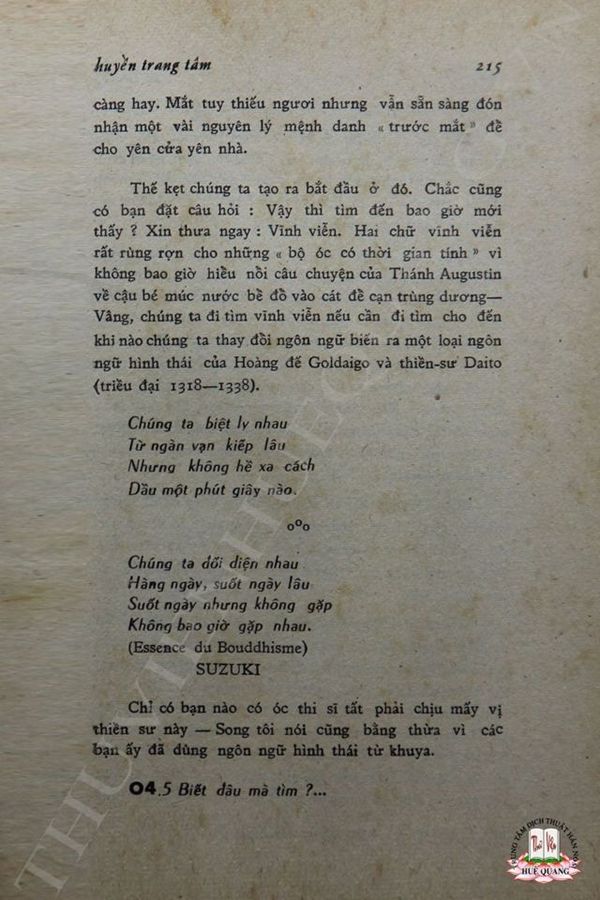 huyền trang tâm 215
càng hay. Mắt tuy thiếu ngươi nhưng vẫn sẵn sàng đón
nhận một vài nguyên lý mệnh danh « trước mắt » để
cho yên cửa yên nhà.
Thế kẹt chúng ta tạo ra bắt đầu ở đó. Chắc cũng
có bạn đặt câu hỏi : Vậy thì tìm đến bao giờ mới
thấy ? Xin thưa ngay : Vĩnh viễn. Hai chữ vĩnh viễn
rất rùng rợn cho những « bộ óc có thời gian tính » vì
không bao giờ hiểu nổi câu chuyện của Thánh Augustin
về cậu bé múc nước bể đổ vào cát để cạn trùng dương—
Vâng, chúng ta đi tìm vĩnh viễn nếu cần đi tìm cho đến
khi nào chúng ta thay đổi ngôn ngữ biến ra một loại ngôn
ngữ hình thái của Hoàng đế Goldaigo và thiền-sư Daito
(triều đại 1318—1338).
Chúng ta biệt ly nhau
Từ ngàn vạn kiếp lâu
Nhưng không hề xa cách
Dầu một phút giây nào.
oOo
Chúng ta đối diện nhau
Hàng ngày, suốt ngày lâu
Suốt ngày nhưng không gặp
Không bao giờ gặp nhau.
(Essence du Bouddhisme)
SUZUKI
Chỉ có bạn nào có óc thi sĩ tất phải chịu mấy vị
thiền sư này — Song tôi nói cũng bằng thừa vì các
bạn ấy đã dùng ngôn ngữ hình thái từ khuya.
04.5 Biết đâu mà tìm ?...
TRUNG TÂM DỊCH THUẬT HÁN NÔM
HUỆ QUANG